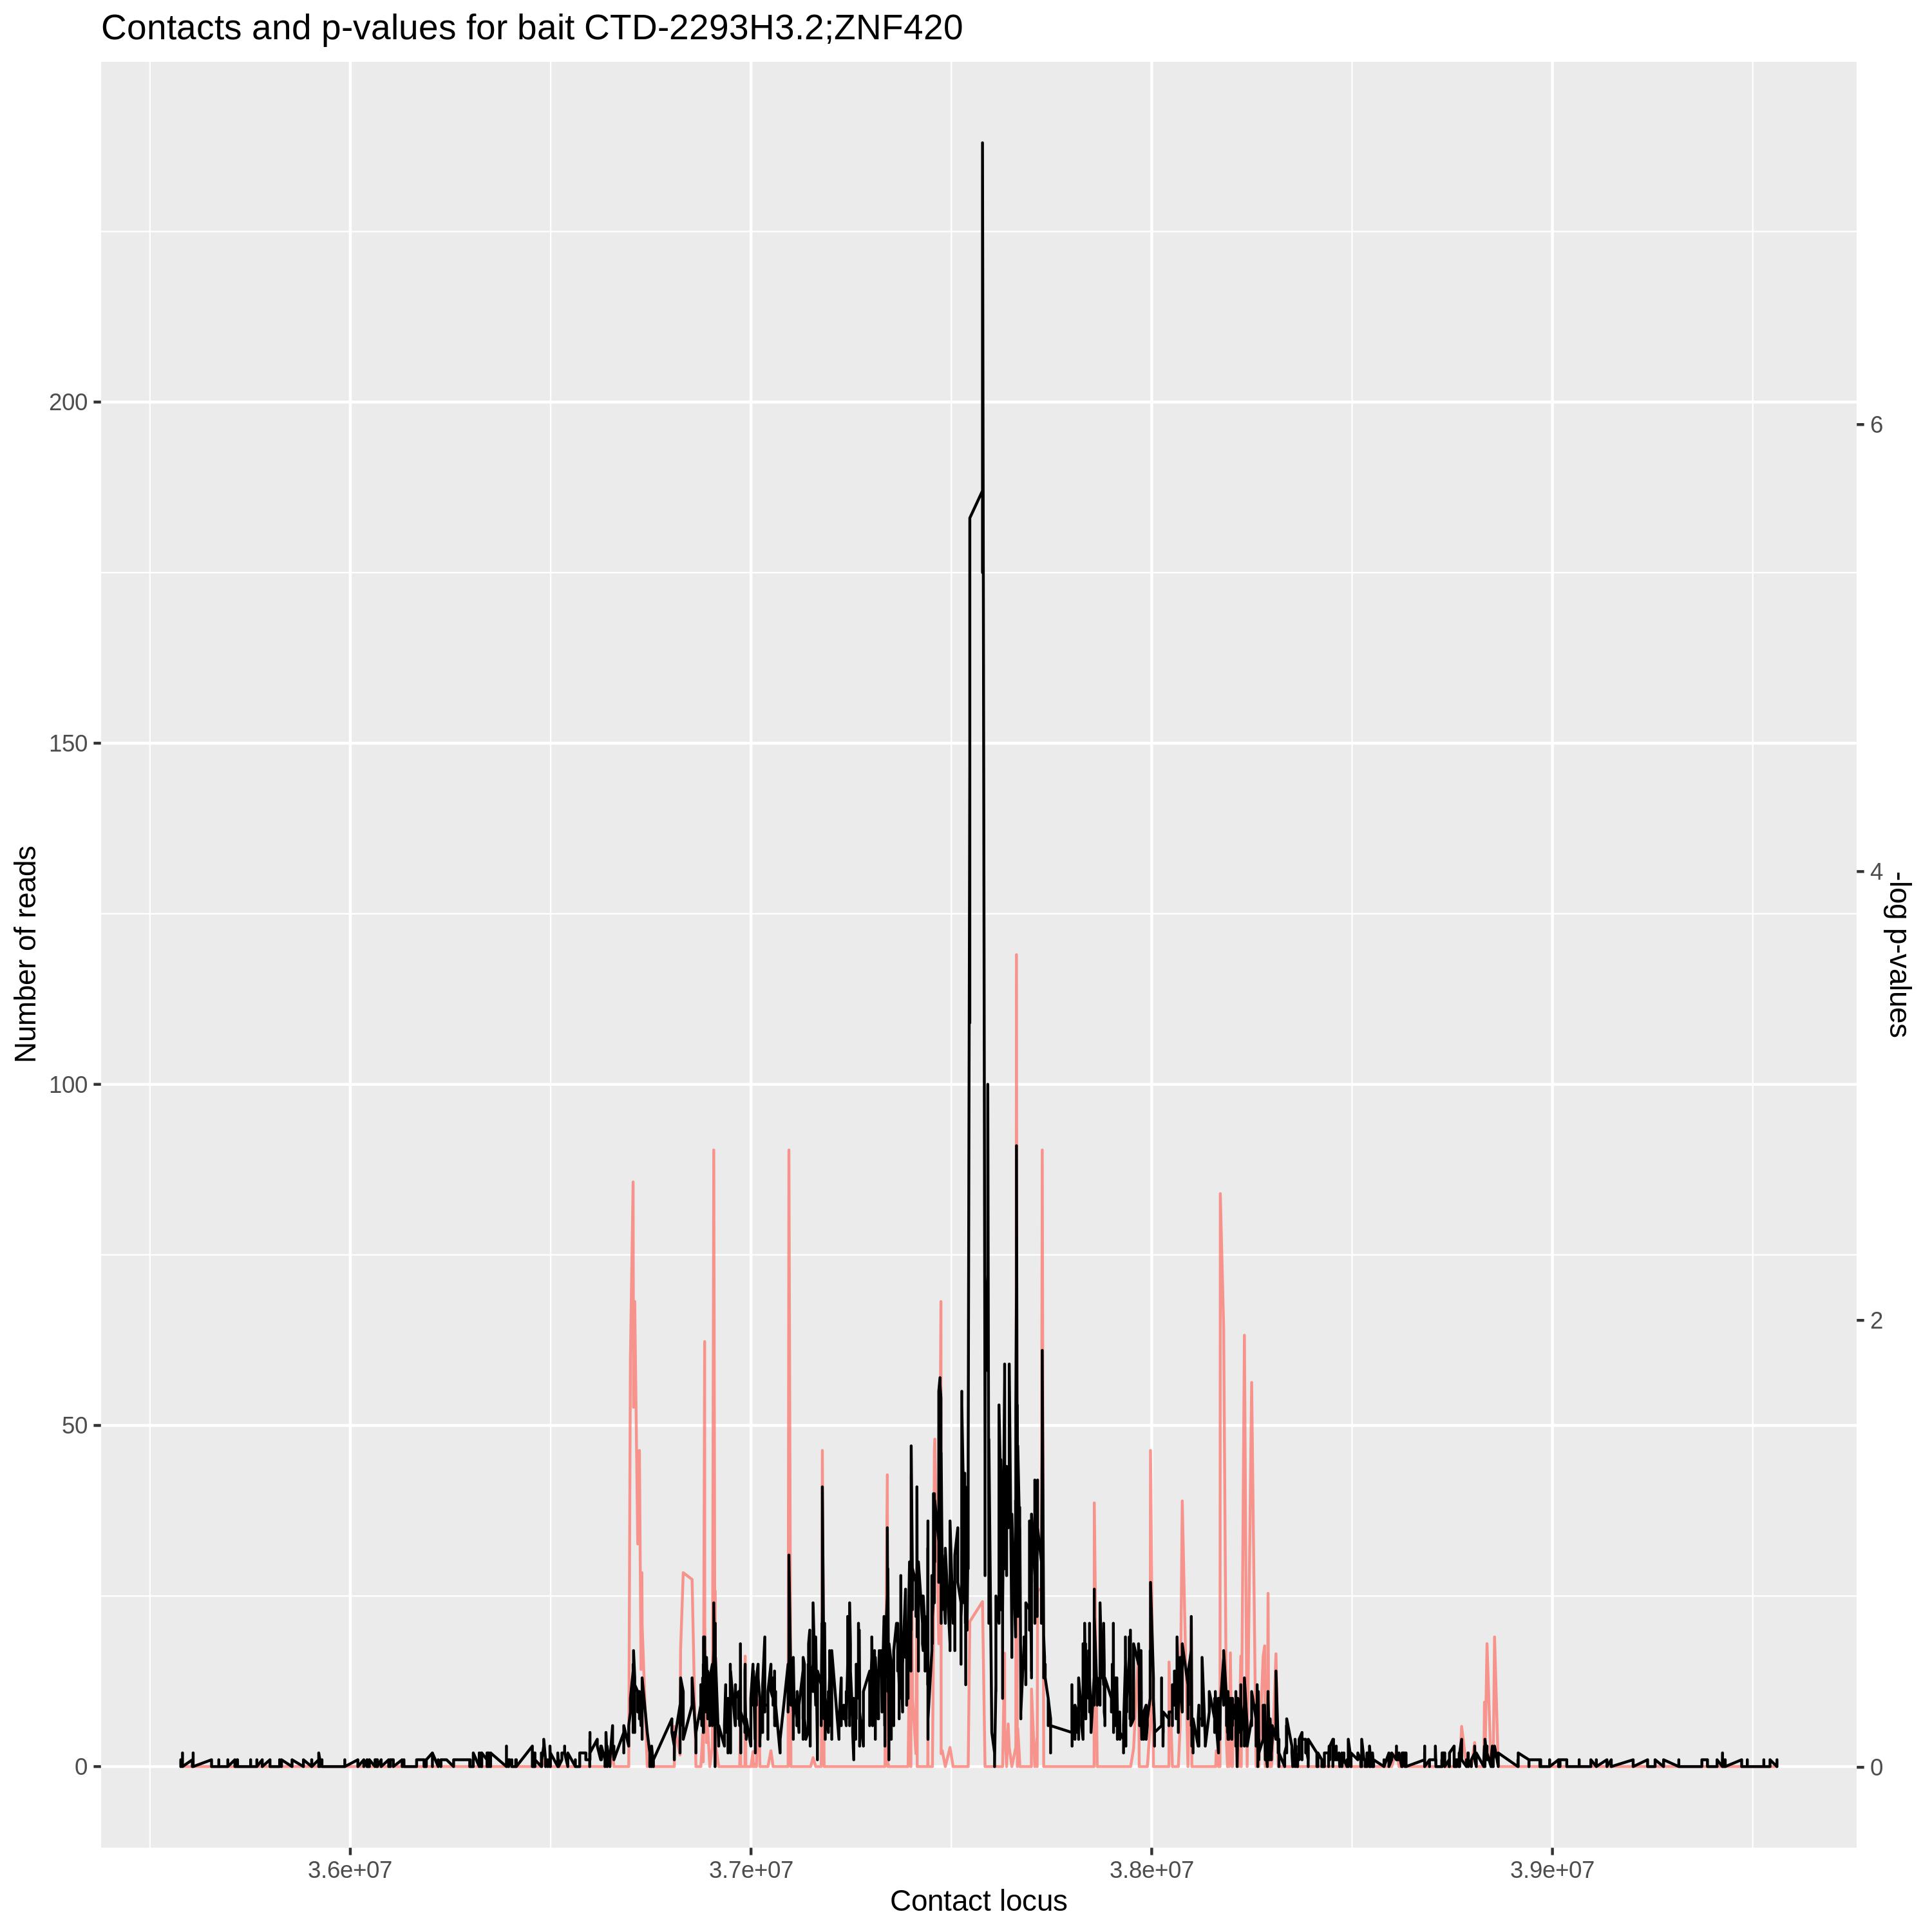 Contacts and p-values for bait CTD-2293H3.2;ZNF420
Number of reads
200
150
100
50
0
6
4
2
0
-log p-values
3.6e+07
3.7e+07
3.8e+07
3.9e+07
Contact locus